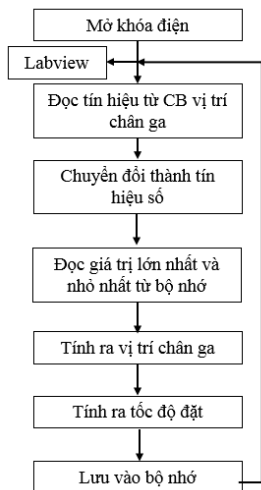 Mở khóa điện
Labview
Đọc tín hiệu từ CB vị trí
chân ga
Chuyển đổi thành tín
hiệu số
Đọc giá trị lớn nhất và
nhỏ nhất từ bộ nhớ
Tính ra vị trí chân ga
Tính ra tốc độ đặt
Lưu vào bộ nhớ